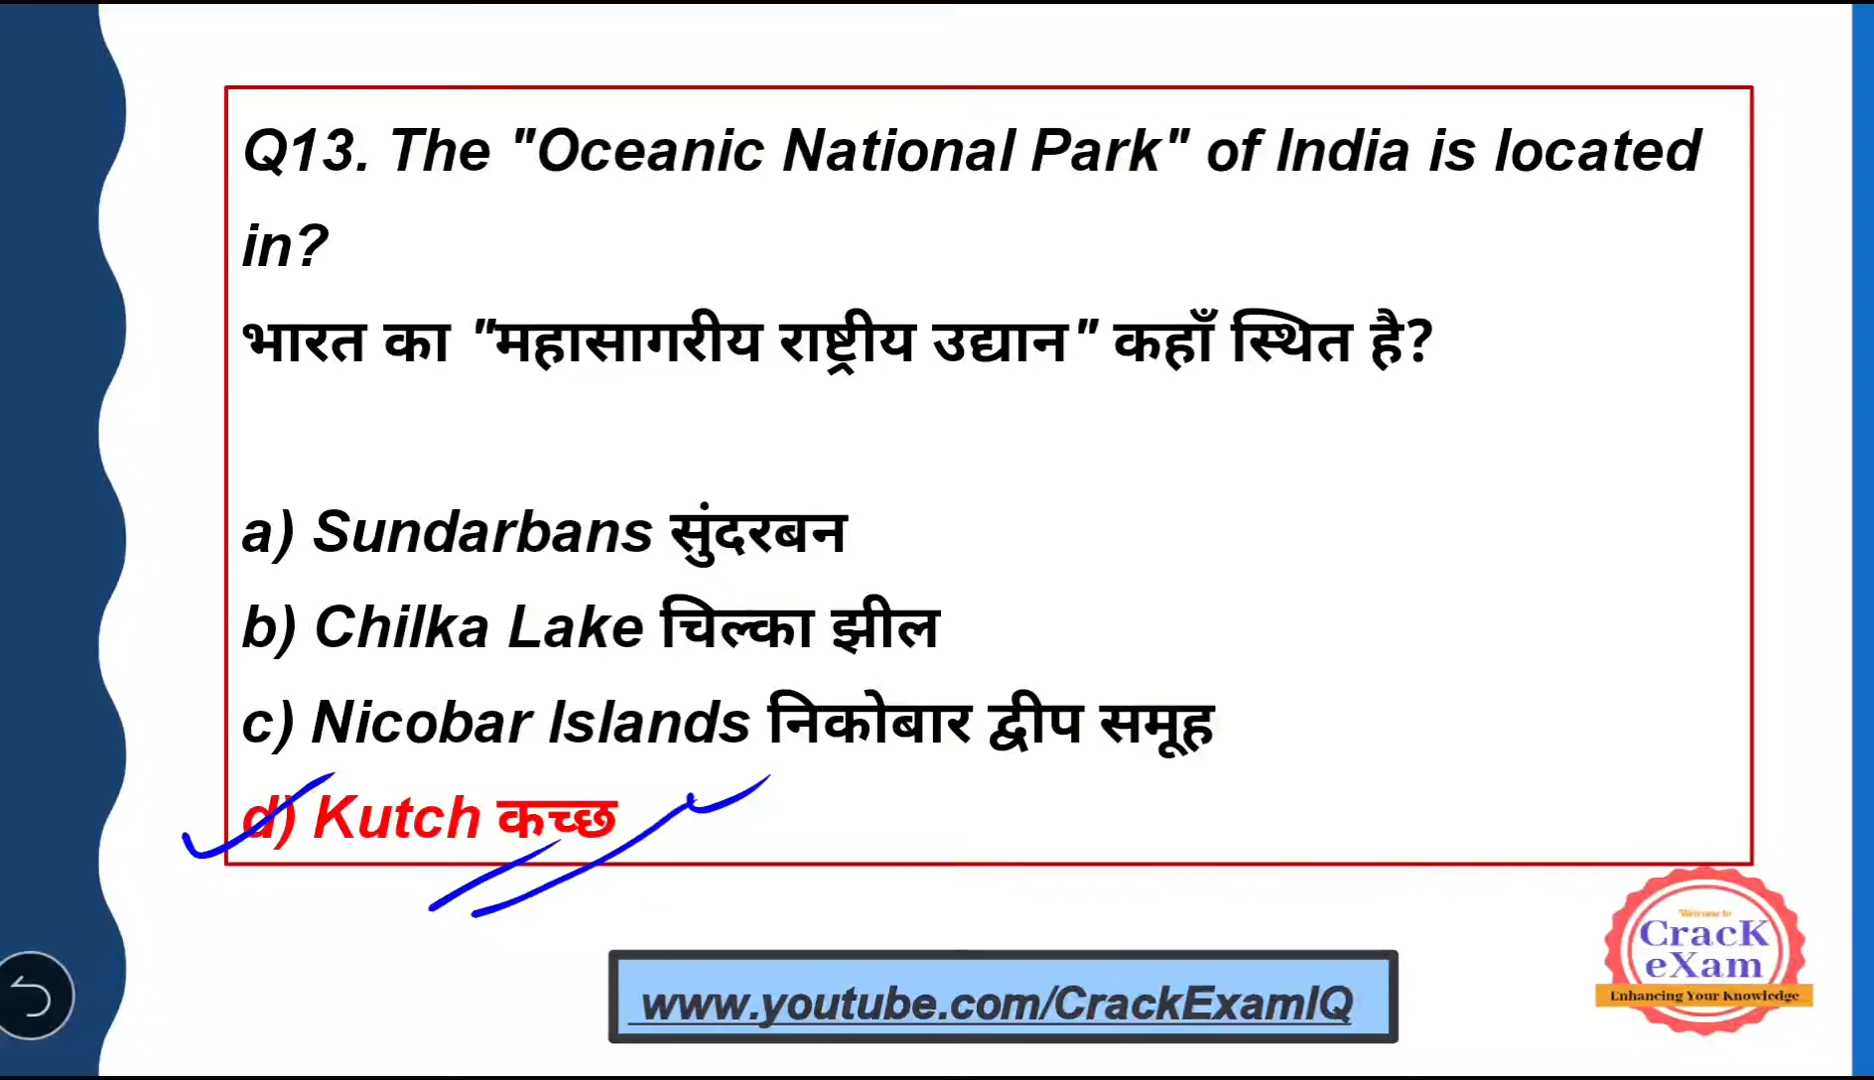 Q13. The "Oceanic National Park" of India is located
in?
भारत का "महासागरीय राष्ट्रीय उद्यान" कहाँ स्थित है?
a) Sundarbans सुंदरबन
b) Chilka Lake चिल्का झील
c) Nicobar Islands निकोबार द्वीप समूह
d) Kutch कच्छ
Welcome to
CracK
eXam
Enhancing Your Knowledge
www.youtube.com/CrackExamIQ